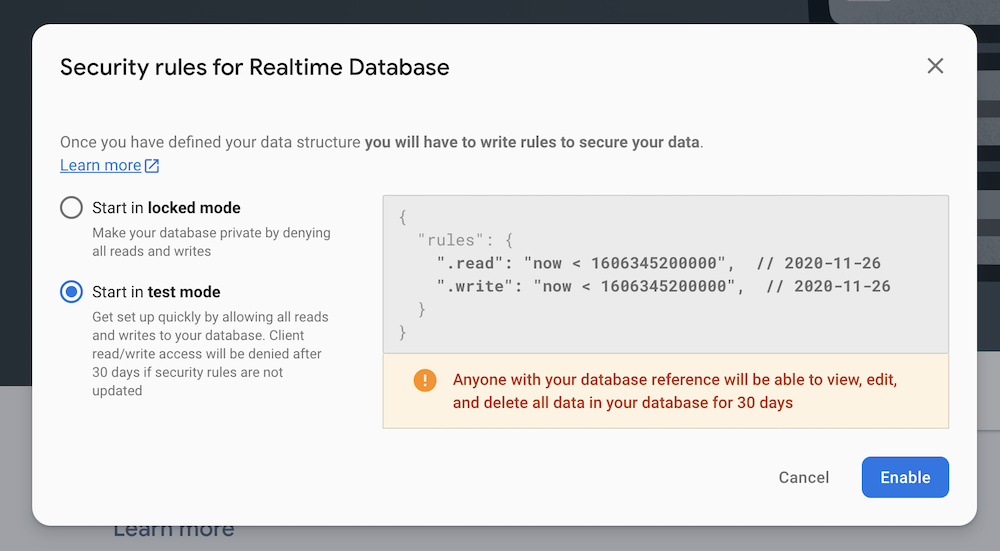 Security rules for Realtime Database
Once you have defined your data structure you will have to write rules to secure your data.
Learn more
Start in locked mode
Make your database private by denying
all reads and writes
Start in test mode
Get set up quickly by allowing all reads
and writes to your database. Client
read/write access will be denied after
30 days if security rules are not
updated
{
"rules": {
".read": "now < 1606345200000", // 2020-11-26
".write": "now < 1606345200000", // 2020-11-26
}
}
! Anyone with your database reference will be able to view, edit,
and delete all data in your database for 30 days
Cancel Enable
Learn more